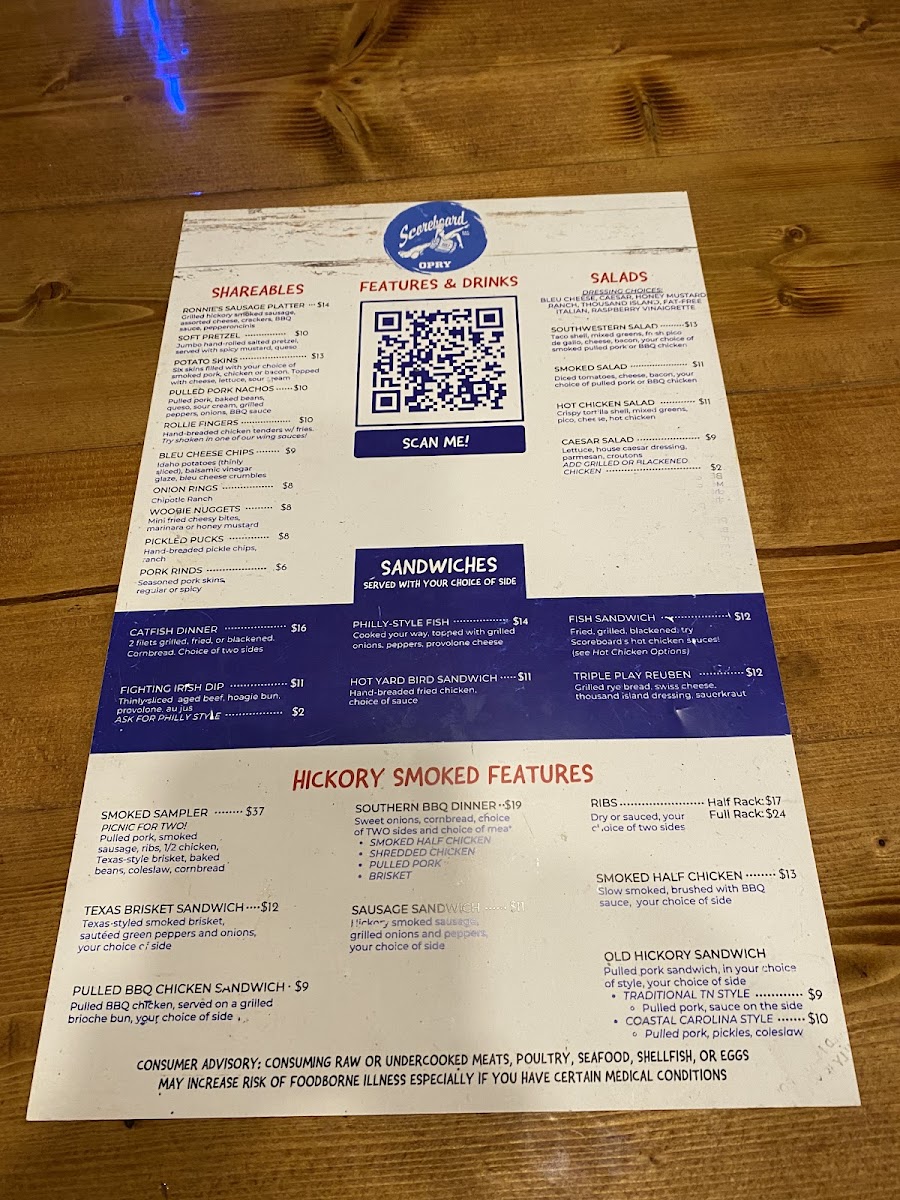 Scoreboard
OPRY
SHAREABLES
RONNIE'S SAUSAGE PLATTER ... $14
Grilled hickory smoked sausage,
assorted cheese, crackers, BBQ
sauce, pepperoncinis
SOFT PRETZEL ................ $10
Jumbo hand-rolled salted pretzel,
served with spicy mustard, queso
POTATO SKINS ......................... $13
Six skins filled with your choice of
smoked pork, chicken or bacon. Topped
with cheese, lettuce, sour cream
PULLED PORK NACHOS ...... $10
Pulled pork, baked beans,
queso, sour cream, grilled
peppers, onions, BBQ sauce
ROLLIE FINGERS .................. $10
Hand-breaded chicken tenders w/ fries.
Try shaken in one of our wing sauces!
BLEU CHEESE CHIPS ........ $9
Idaho potatoes (thinly
sliced), balsamic vinegar
glaze, bleu cheese crumbles
ONION RINGS .................. $8
Chipotle Ranch
WOOBIE NUGGETS .......... $8
Mini fried cheesy bites,
marinara or honey mustard
PICKLED PUCKS ............. $8
Hand-breaded pickle chips,
ranch
PORK RINDS ..................... $6
Seasoned pork skins,
regular or spicy
FEATURES & DRINKS
SCAN ME!
SALADS
DRESSING CHOICES:
BLEU CHEESE, CAESAR, HONEY MUSTARD
RANCH, THOUSAND ISLAND, FAT-FREE
ITALIAN, RASPBERRY VINAIGRETTE
SOUTHWESTERN SALAD ........ $13
Taco shell, mixed greens, fresh pico
de gallo, cheese, bacon, your choice of
smoked pulled pork or BBQ chicken
SMOKED SALAD .................... $11
Diced tomatoes, cheese, bacon, your
choice of pulled pork or BBQ chicken
HOT CHICKEN SALAD ........... $11
Crispy tortilla shell, mixed greens,
pico, cheese, hot chicken
CAESAR SALAD ..................... $9
Lettuce, house caesar dressing,
parmesan, croutons
ADD GRILLED OR BLACKENED
CHICKEN ................................ $2
SANDWICHES
SERVED WITH YOUR CHOICE OF SIDE
CATFISH DINNER ...................... $16
2 filets grilled, fried, or blackened.
Cornbread. Choice of two sides
FIGHTING IRISH DIP .................. $11
Thinly-sliced aged beef, hoagie bun,
provolone, au jus
ASK FOR PHILLY STYLE ................ $2
PHILLY-STYLE FISH .................. $14
Cooked your way, topped with grilled
onions, peppers, provolone cheese
HOT YARD BIRD SANDWICH ..... $11
Hand-breaded fried chicken,
choice of sauce
FISH SANDWICH ..................... $12
Fried, grilled, blackened; try
Scoreboard's hot chicken sauces!
(see Hot Chicken Options)
TRIPLE PLAY REUBEN ........... $12
Grilled rye bread, swiss cheese,
thousand island dressing, sauerkraut
HICKORY SMOKED FEATURES
SMOKED SAMPLER ........ $37
PICNIC FOR TWO!
Pulled pork, smoked
sausage, ribs, 1/2 chicken,
Texas-style brisket, baked
beans, coleslaw, cornbread
TEXAS BRISKET SANDWICH .... $12
Texas-styled smoked brisket,
sautéed green peppers and onions,
your choice of side
PULLED BBQ CHICKEN SANDWICH · $9
Pulled BBQ chicken, served on a grilled
brioche bun, your choice of side
SOUTHERN BBQ DINNER ·· $19
Sweet onions, cornbread, choice
of TWO sides and choice of meat
• SMOKED HALF CHICKEN
• SHREDDED CHICKEN
• PULLED PORK
• BRISKET
SAUSAGE SANDWICH ...... $11
Hickory smoked sausage,
grilled onions and peppers,
your choice of side
RIBS ........................ Half Rack: $17
Full Rack: $24
Dry or sauced, your
choice of two sides
SMOKED HALF CHICKEN ........ $13
Slow smoked, brushed with BBQ
sauce, your choice of side
OLD HICKORY SANDWICH
Pulled pork sandwich, in your choice
of style, your choice of side
• TRADITIONAL TN STYLE ............ $9
◦ Pulled pork, sauce on the side
• COASTAL CAROLINA STYLE ....... $10
◦ Pulled pork, pickles, coleslaw
CONSUMER ADVISORY: CONSUMING RAW OR UNDERCOOKED MEATS, POULTRY, SEAFOOD, SHELLFISH, OR EGGS
MAY INCREASE RISK OF FOODBORNE ILLNESS ESPECIALLY IF YOU HAVE CERTAIN MEDICAL CONDITIONS